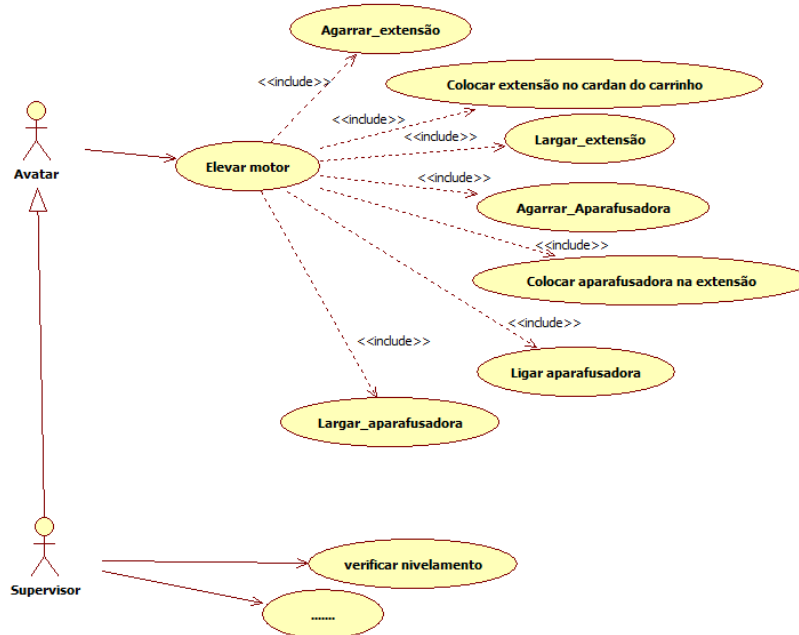 Agarrar_extensão
<<include>>
Colocar extensão no cardan do carrinho
<<include>>
<<include>>
Largar_extensão
Avatar
Elevar motor
<<include>>
Agarrar_Aparafusadora
<<include>>
Colocar aparafusadora na extensão
<<include>>
<<include>>
Ligar aparafusadora
Largar_aparafusadora
verificar nivelamento
Supervisor
.......